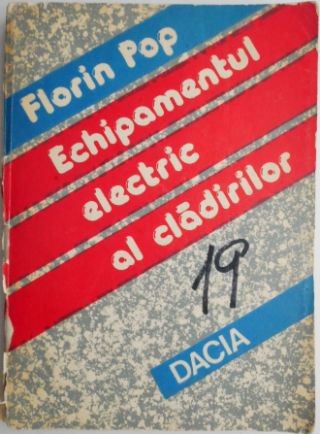 Florin Pop
Echipamentul
electric
al clădirilor
19
DACIA